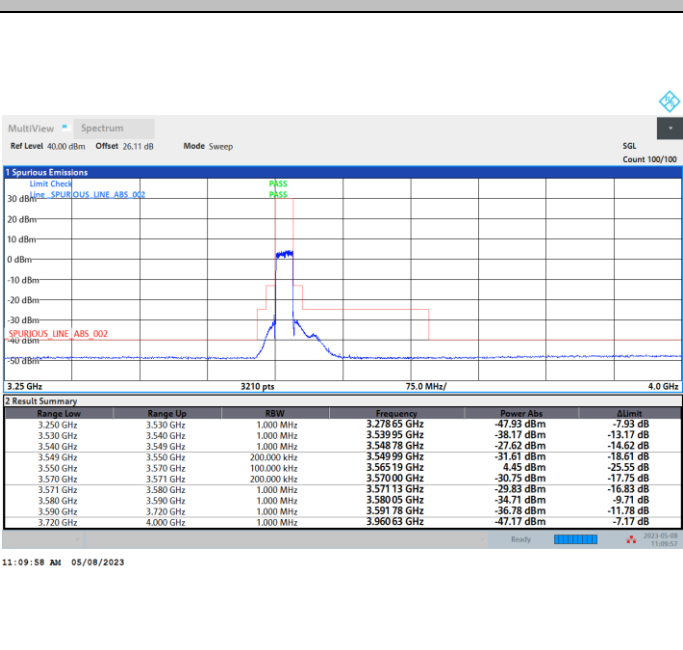 MultiView Spectrum
Ref Level 40.00 dBm Offset 26.11 dB Mode Sweep SGL
Count 100/100
1 Spurious Emissions
Limit Check PASS
Line SPURIOUS_LINE_ABS_002 PASS
30 dBm
20 dBm
10 dBm
0 dBm
-10 dBm
-20 dBm
-30 dBm
SPURIOUS_LINE_ABS_002
-40 dBm
-50 dBm
3.25 GHz 3210 pts 75.0 MHz/ 4.0 GHz
2 Result Summary
Range Low Range Up RBW Frequency Power Abs ΔLimit
3.250 GHz 3.530 GHz 1.000 MHz 3.278 65 GHz -47.93 dBm -7.93 dB
3.530 GHz 3.540 GHz 1.000 MHz 3.539 95 GHz -38.17 dBm -13.17 dB
3.540 GHz 3.549 GHz 1.000 MHz 3.548 78 GHz -27.62 dBm -14.62 dB
3.549 GHz 3.550 GHz 200.000 kHz 3.549 99 GHz -31.61 dBm -18.61 dB
3.550 GHz 3.570 GHz 100.000 kHz 3.565 19 GHz 4.45 dBm -25.55 dB
3.570 GHz 3.571 GHz 200.000 kHz 3.570 00 GHz -30.75 dBm -17.75 dB
3.571 GHz 3.580 GHz 1.000 MHz 3.571 13 GHz -29.83 dBm -16.83 dB
3.580 GHz 3.590 GHz 1.000 MHz 3.580 05 GHz -34.71 dBm -9.71 dB
3.590 GHz 3.720 GHz 1.000 MHz 3.591 78 GHz -36.78 dBm -11.78 dB
3.720 GHz 4.000 GHz 1.000 MHz 3.960 63 GHz -47.17 dBm -7.17 dB
Ready 2023-05-08
11:09:57
11:09:58 AM 05/08/2023